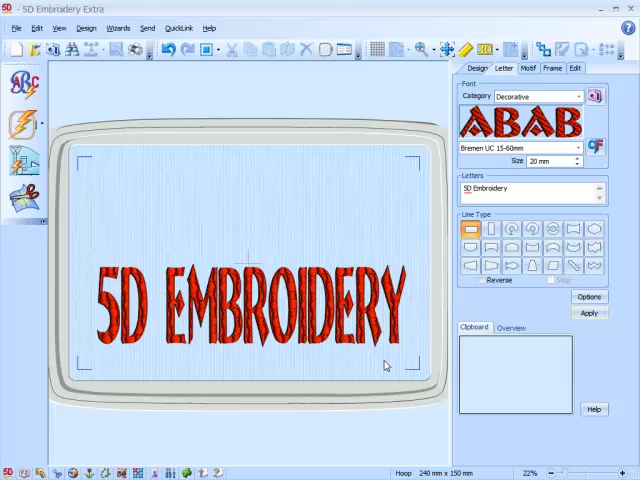 5D - 5D Embroidery Extra
File Edit View Design Wizards Send QuickLink Help
Design Letter Motif Frame Edit
Font
Category Decorative
ABAB
Bremen UC 15-60mm
Size 20 mm
Letters
5D Embroidery
Line Type
Reverse Step
Options
Apply
Clipboard Overview
Help
5D EMBROIDERY
Hoop 240 mm x 150 mm 22%